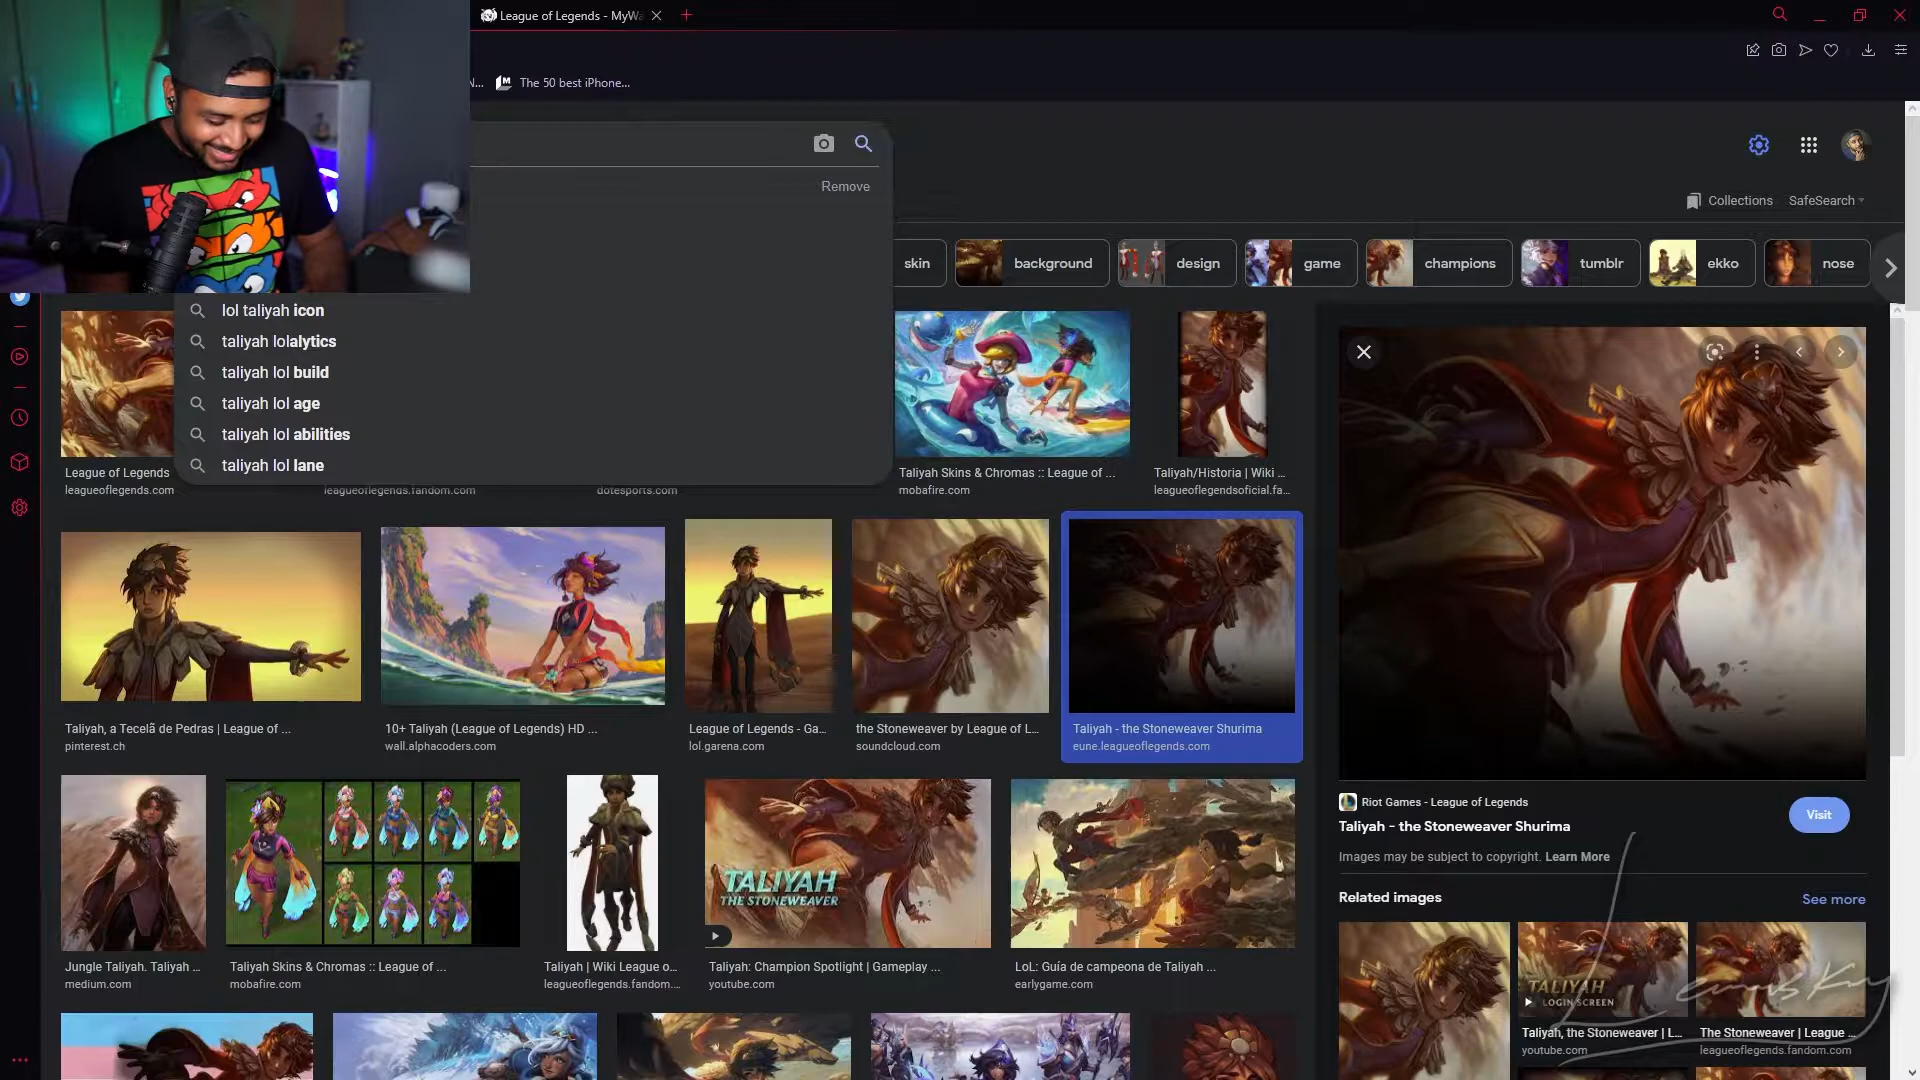 League of Legends - MyWa
N...
The 50 best iPhone...
Remove
Collections
SafeSearch
skin
background
design
game
champions
tumblr
ekko
nose
lol taliyah icon
taliyah lolalytics
taliyah lol build
taliyah lol age
taliyah lol abilities
taliyah lol lane
League of Legends
leagueoflegends.com
leagueoflegends.fandom.com
dotesports.com
Taliyah Skins & Chromas :: League of ...
mobafire.com
Taliyah/Historia | Wiki ...
leagueoflegendsoficial.fa...
Taliyah, a Tecelã de Pedras | League of ...
pinterest.ch
10+ Taliyah (League of Legends) HD ...
wall.alphacoders.com
League of Legends - Ga...
lol.garena.com
the Stoneweaver by League of L...
soundcloud.com
Taliyah - the Stoneweaver Shurima
eune.leagueoflegends.com
TALIYAH
THE STONEWEAVER
Jungle Taliyah. Taliyah ...
medium.com
Taliyah Skins & Chromas :: League of ...
mobafire.com
Taliyah | Wiki League o...
leagueoflegends.fandom....
Taliyah: Champion Spotlight | Gameplay ...
youtube.com
LoL: Guía de campeona de Taliyah ...
earlygame.com
Riot Games - League of Legends
Taliyah - the Stoneweaver Shurima
Visit
Images may be subject to copyright. Learn More
Related images
See more
TALIYAH
LOGIN SCREEN
Taliyah, the Stoneweaver | L...
youtube.com
The Stoneweaver | League ...
leagueoflegends.fandom.com